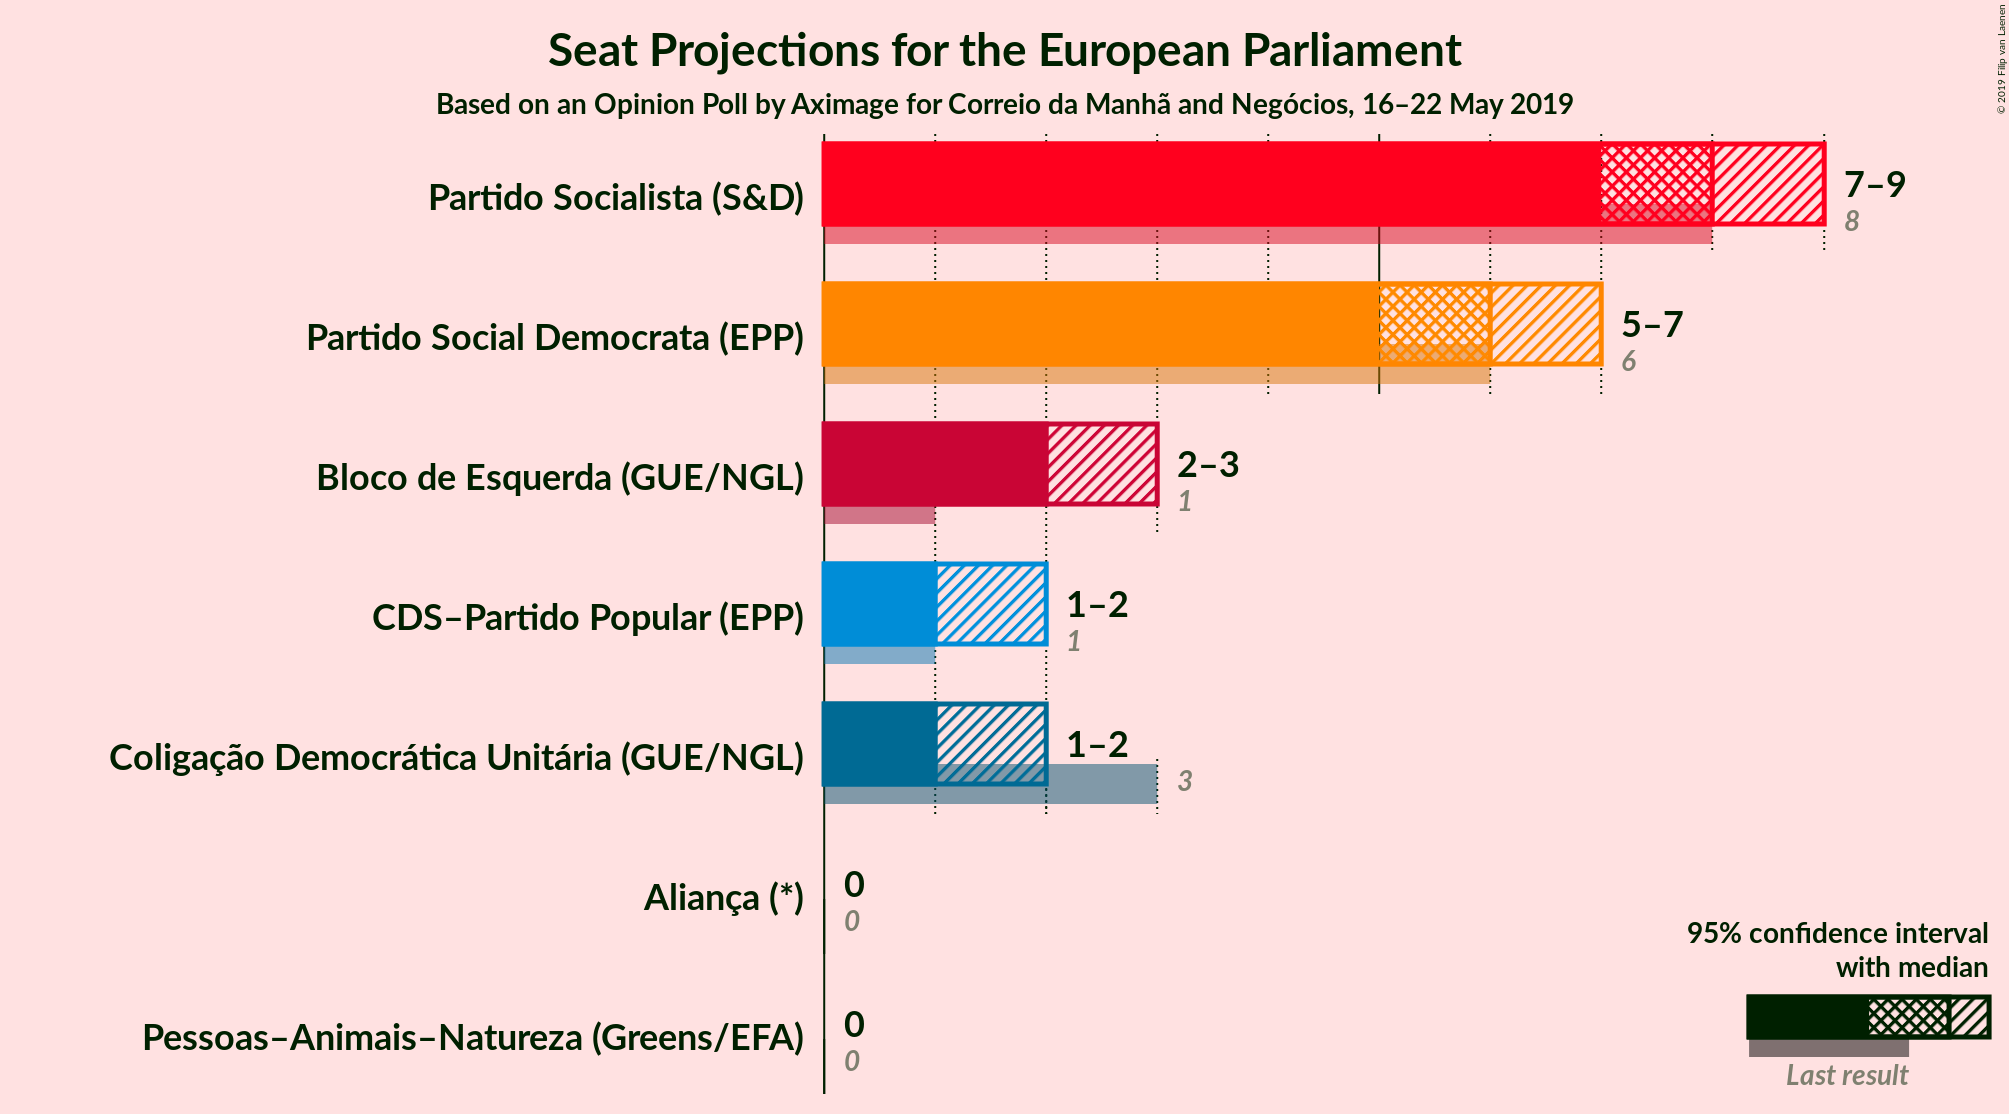 Seat Projections for the European Parliament
Based on an Opinion Poll by Aximage for Correio da Manhã and Negócios, 16–22 May 2019
© 2019 Filip van Laenen
Partido Socialista (S&D)
7–9
8
Partido Social Democrata (EPP)
5–7
6
Bloco de Esquerda (GUE/NGL)
2–3
1
CDS–Partido Popular (EPP)
1–2
1
Coligação Democrática Unitária (GUE/NGL)
1–2
3
Aliança (*)
0
0
Pessoas–Animais–Natureza (Greens/EFA)
0
0
95% confidence interval
with median
Last result